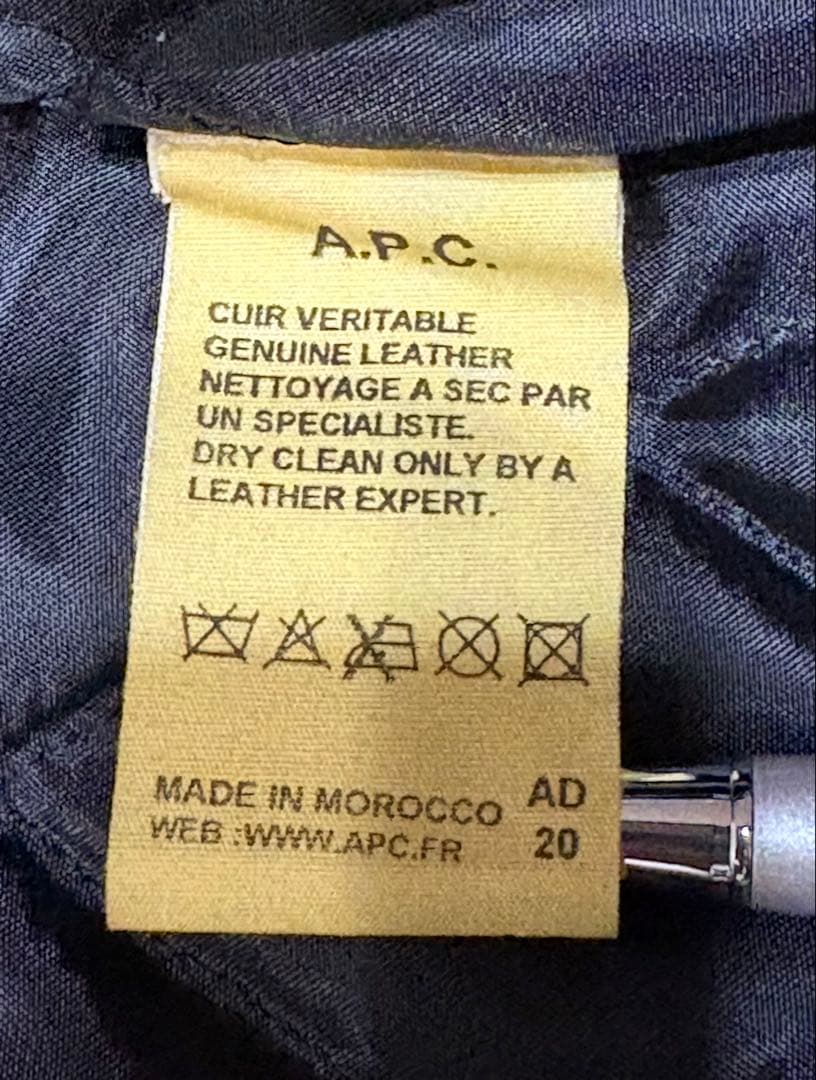 A.P.C.
CUIR VERITABLE
GENUINE LEATHER
NETTOYAGE A SEC PAR
UN SPECIALISTE.
DRY CLEAN ONLY BY A
LEATHER EXPERT.
MADE IN MOROCCO AD
WEB :WWW.APC.FR 20